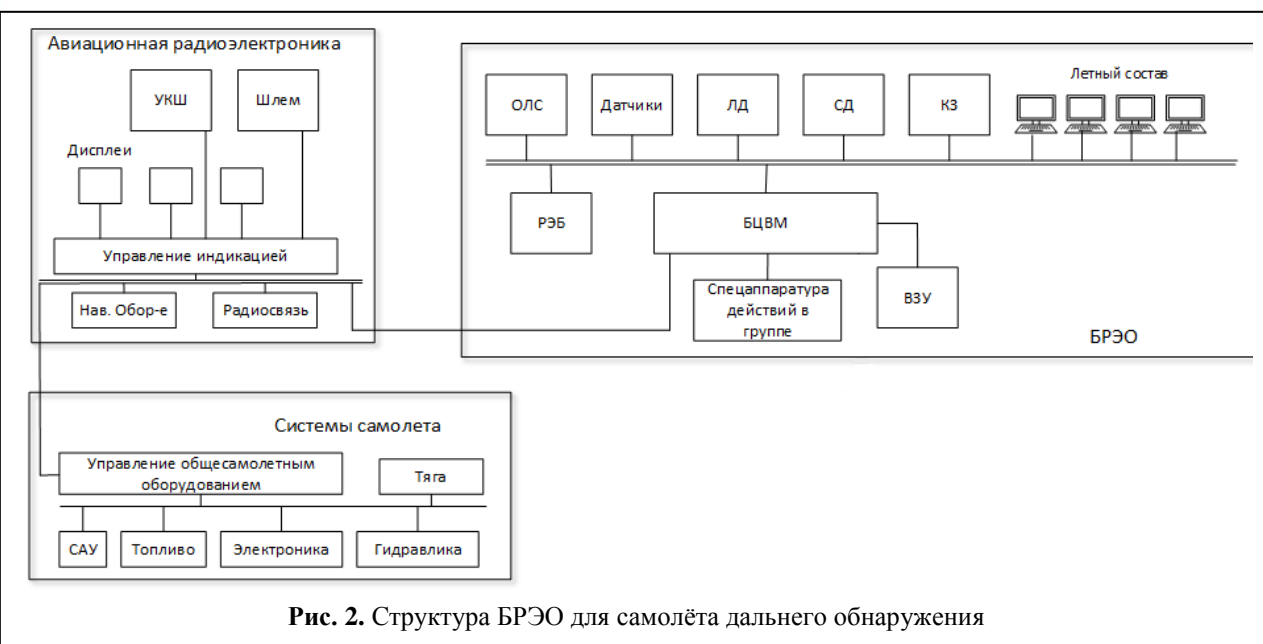 Авиационная радиоэлектроника
УКШ
Шлем
Дисплеи
Управление индикацией
Нав. Обор-е
Радиосвязь
ОЛС
Датчики
ЛД
СД
КЗ
Летный состав
РЭБ
БЦВМ
Спецаппаратура
действий в
группе
ВЗУ
БРЭО
Системы самолета
Управление общесамолетным
оборудованием
Тяга
САУ
Топливо
Электроника
Гидравлика
Рис. 2. Структура БРЭО для самолёта дальнего обнаружения